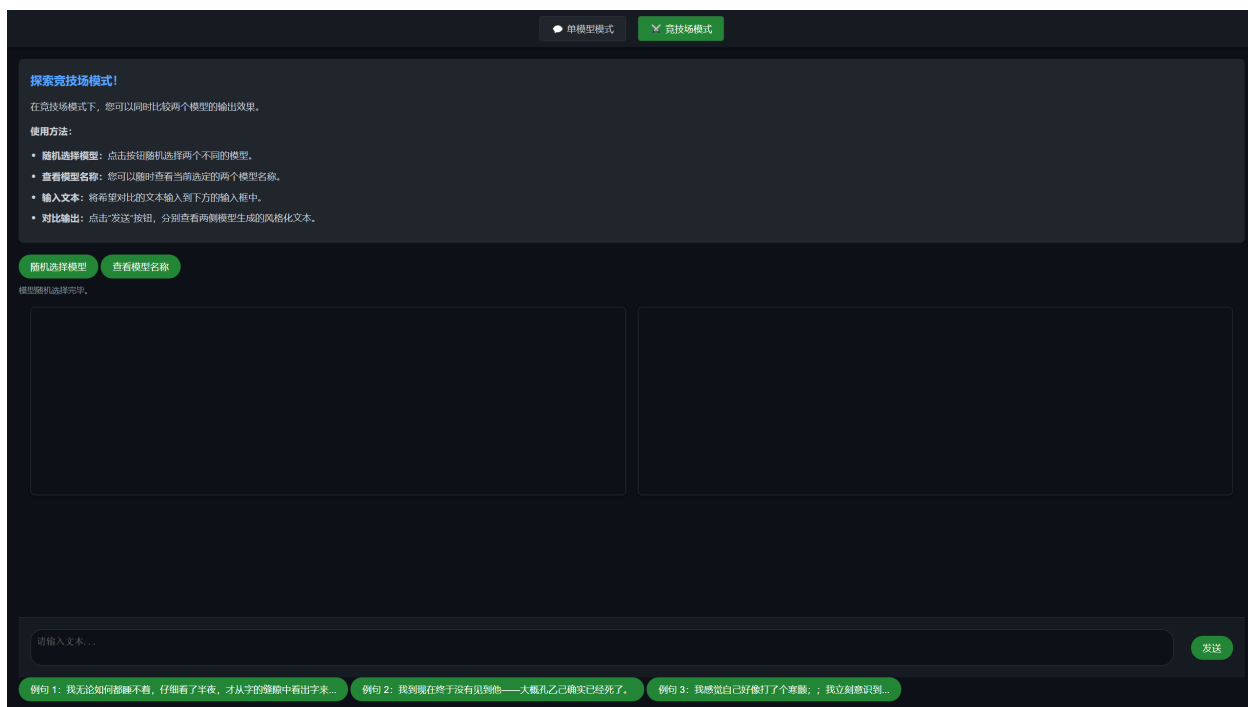 单模型模式
竞技场模式
探索竞技场模式！
在竞技场模式下，您可以同时比较两个模型的输出效果。
使用方法：
• 随机选择模型：点击按钮随机选择两个不同的模型。
• 查看模型名称：您可以随时查看当前选定的两个模型名称。
• 输入文本：将希望对比的文本输入到下方的输入框中。
• 对比输出：点击“发送”按钮，分别查看两侧模型生成的风格化文本。
随机选择模型
查看模型名称
模型随机选择完毕。
请输入文本...
发送
例句 1：我无论如何都睡不着，仔细看了半夜，才从字的缝隙中看出字来...
例句 2：我到现在终于没有见到他——大概孔乙己确实已经死了。
例句 3：我感觉自己好像打了个寒颤；；我立刻意识到...